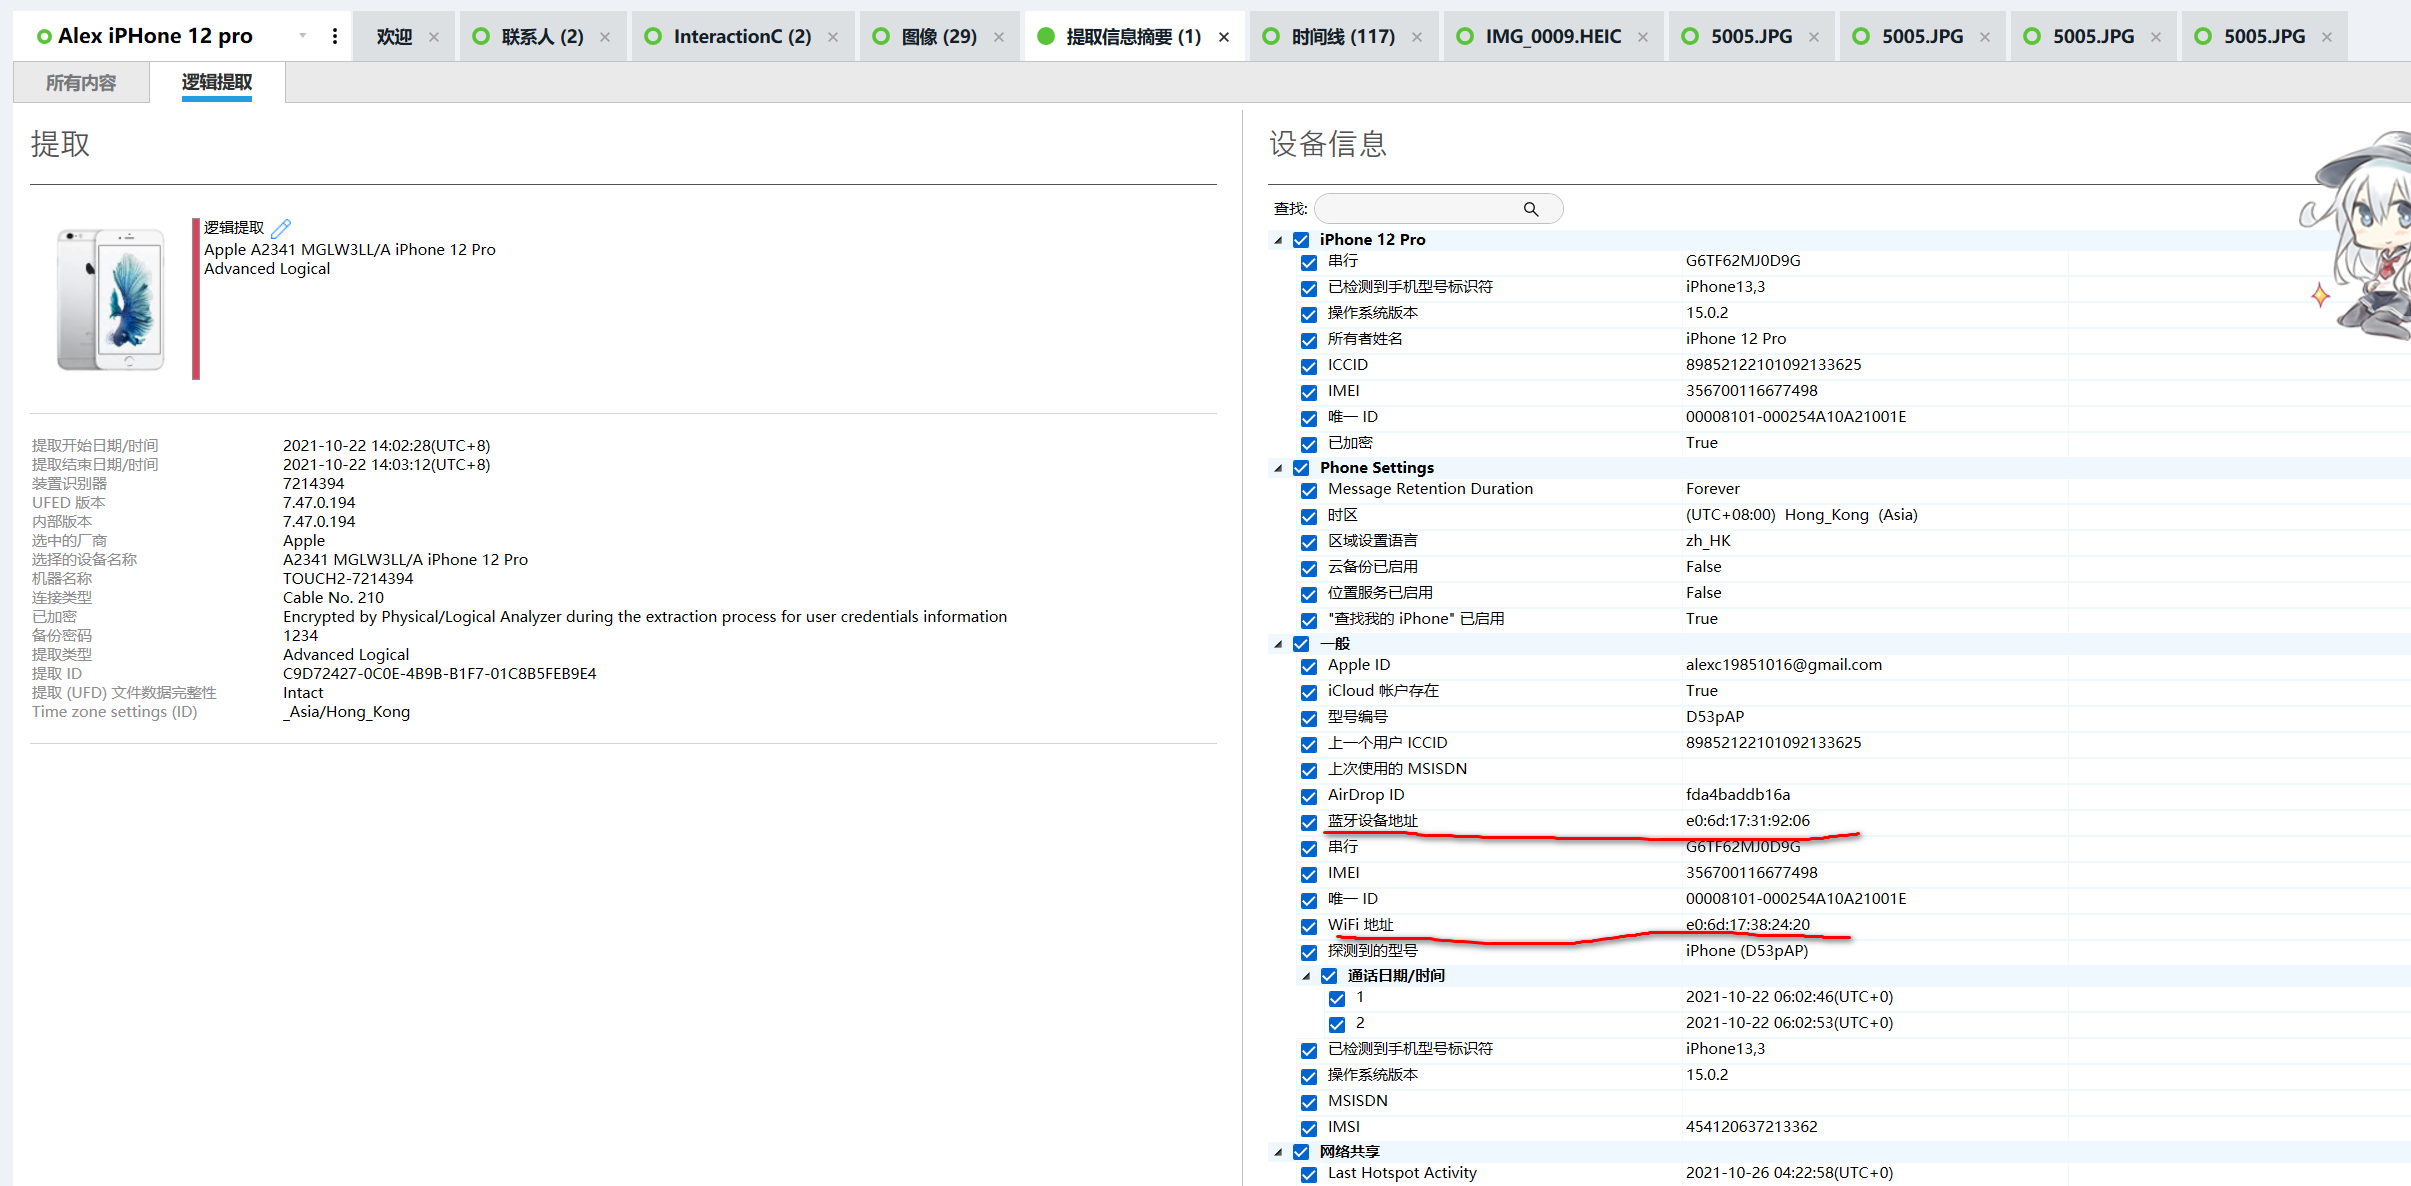 Alex iPHone 12 pro
欢迎
联系人 (2)
InteractionC (2)
图像 (29)
提取信息摘要 (1)
时间线 (117)
IMG_0009.HEIC
5005.JPG
5005.JPG
5005.JPG
5005.JPG
所有内容
逻辑提取
提取
逻辑提取
Apple A2341 MGLW3LL/A iPhone 12 Pro
Advanced Logical
提取开始日期/时间 2021-10-22 14:02:28(UTC+8)
提取结束日期/时间 2021-10-22 14:03:12(UTC+8)
装置识别器 7214394
UFED 版本 7.47.0.194
内部版本 7.47.0.194
选中的厂商 Apple
选择的设备名称 A2341 MGLW3LL/A iPhone 12 Pro
机器名称 TOUCH2-7214394
连接类型 Cable No. 210
已加密 Encrypted by Physical/Logical Analyzer during the extraction process for user credentials information
备份密码 1234
提取类型 Advanced Logical
提取 ID C9D72427-0C0E-4B9B-B1F7-01C8B5FEB9E4
提取 (UFD) 文件数据完整性 Intact
Time zone settings (ID) _Asia/Hong_Kong
设备信息
查找:
iPhone 12 Pro
串行 G6TF62MJ0D9G
已检测到手机型号标识符 iPhone13,3
操作系统版本 15.0.2
所有者姓名 iPhone 12 Pro
ICCID 89852122101092133625
IMEI 356700116677498
唯一 ID 00008101-000254A10A21001E
已加密 True
Phone Settings
Message Retention Duration Forever
时区 (UTC+08:00) Hong_Kong (Asia)
区域设置语言 zh_HK
云备份已启用 False
位置服务已启用 False
"查找我的 iPhone" 已启用 True
一般
Apple ID alexc19851016@gmail.com
iCloud 帐户存在 True
型号编号 D53pAP
上一个用户 ICCID 89852122101092133625
上次使用的 MSISDN
AirDrop ID fda4baddb16a
蓝牙设备地址 e0:6d:17:31:92:06
串行 G6TF62MJ0D9G
IMEI 356700116677498
唯一 ID 00008101-000254A10A21001E
WiFi 地址 e0:6d:17:38:24:20
探测到的型号 iPhone (D53pAP)
通话日期/时间
1 2021-10-22 06:02:46(UTC+0)
2 2021-10-22 06:02:53(UTC+0)
已检测到手机型号标识符 iPhone13,3
操作系统版本 15.0.2
MSISDN
IMSI 454120637213362
网络共享
Last Hotspot Activity 2021-10-26 04:22:58(UTC+0)